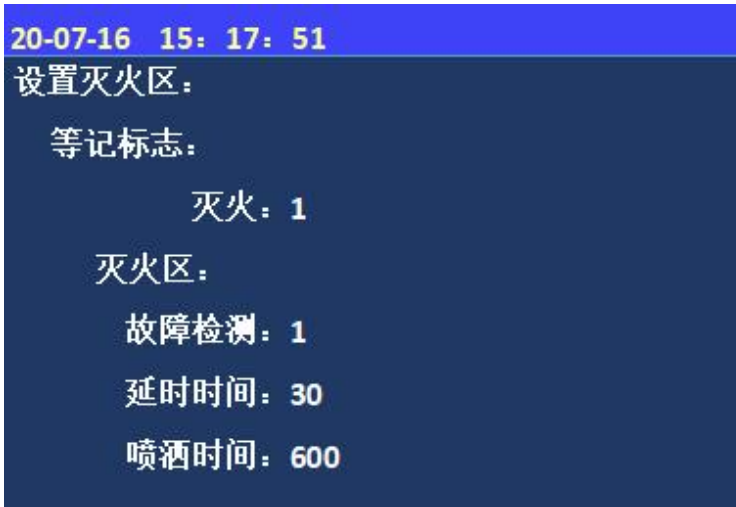 20-07-16 15：17：51
设置灭火区：
等记标志：
灭火：1
灭火区：
故障检测：1
延时时间：30
喷洒时间：600